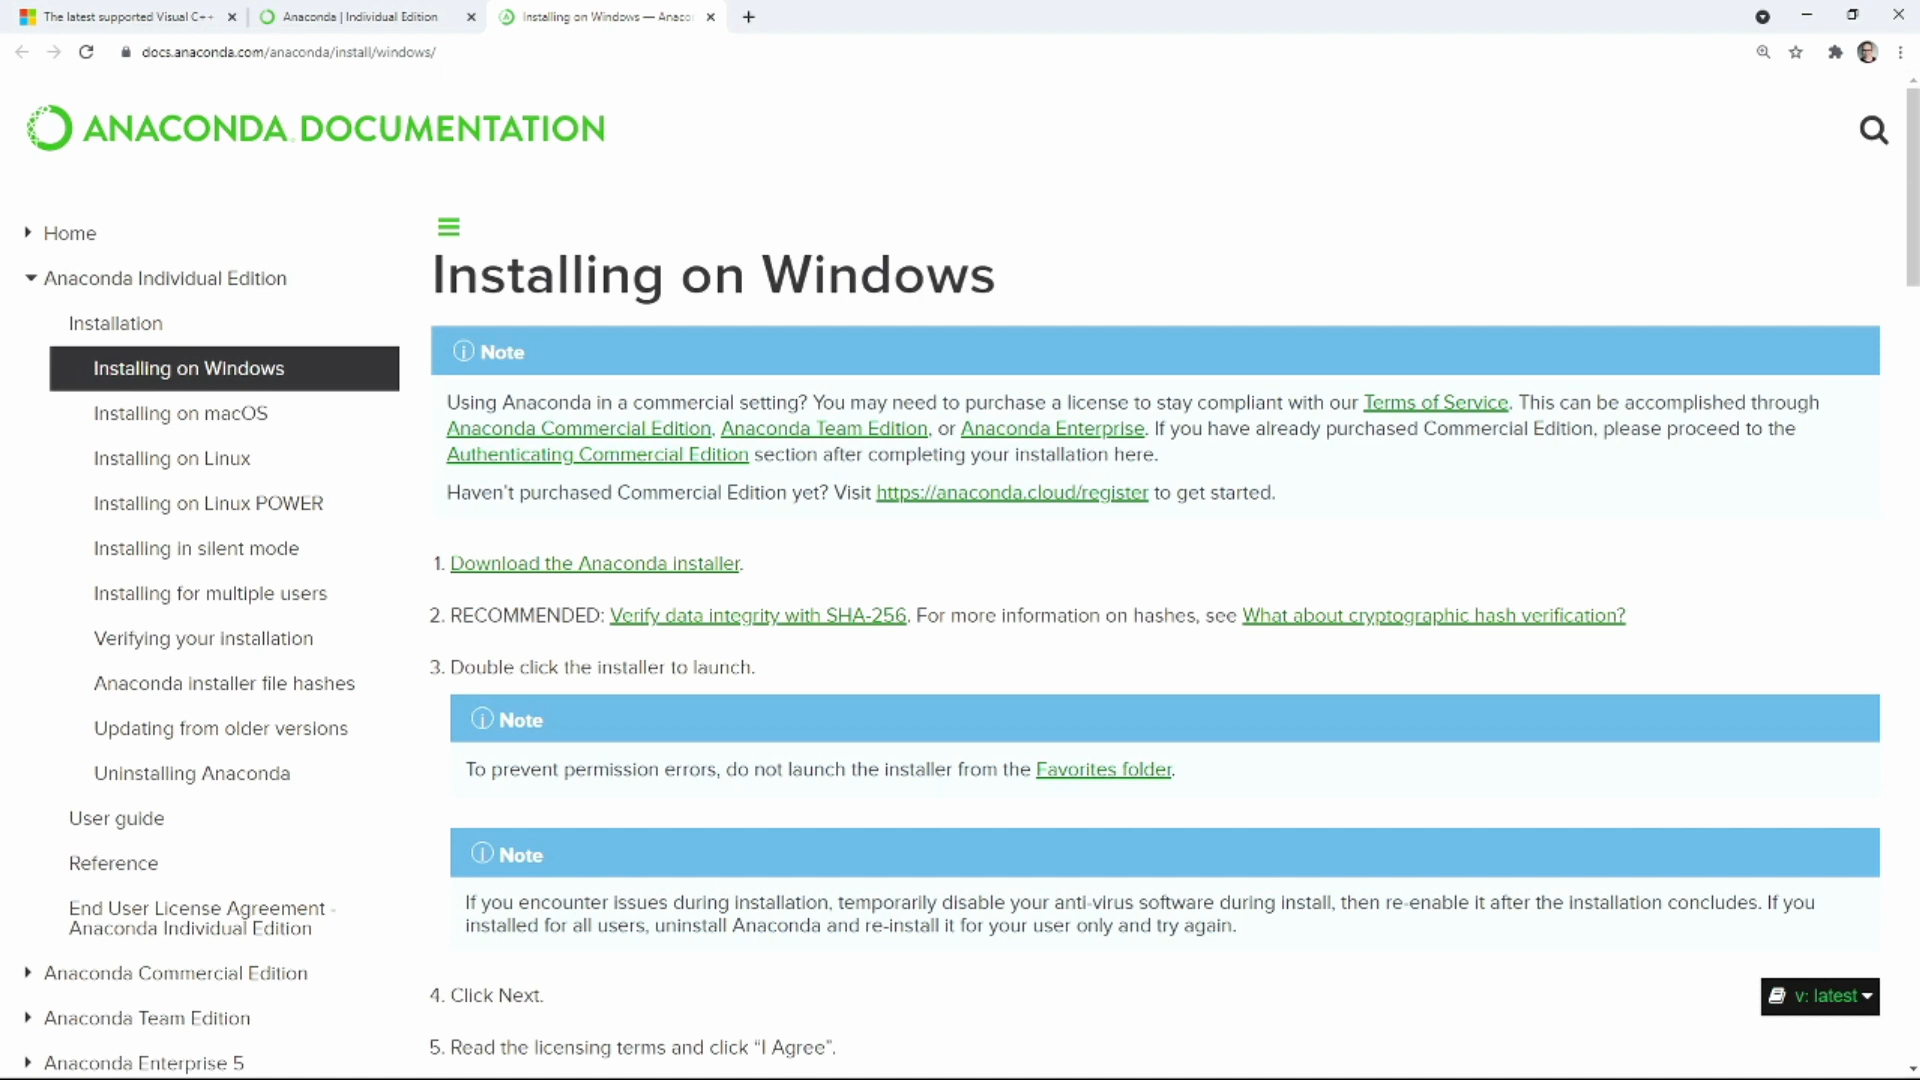 The latest supported Visual C++
Anaconda | Individual Edition
Installing on Windows — Anaco
docs.anaconda.com/anaconda/install/windows/
ANACONDA DOCUMENTATION
Home
Anaconda Individual Edition
Installation
Installing on Windows
Installing on macOS
Installing on Linux
Installing on Linux POWER
Installing in silent mode
Installing for multiple users
Verifying your installation
Anaconda installer file hashes
Updating from older versions
Uninstalling Anaconda
User guide
Reference
End User License Agreement -
Anaconda Individual Edition
Anaconda Commercial Edition
Anaconda Team Edition
Anaconda Enterprise 5
Installing on Windows
Note
Using Anaconda in a commercial setting? You may need to purchase a license to stay compliant with our Terms of Service. This can be accomplished through
Anaconda Commercial Edition, Anaconda Team Edition, or Anaconda Enterprise. If you have already purchased Commercial Edition, please proceed to the
Authenticating Commercial Edition section after completing your installation here.
Haven't purchased Commercial Edition yet? Visit https://anaconda.cloud/register to get started.
1. Download the Anaconda installer.
2. RECOMMENDED: Verify data integrity with SHA-256. For more information on hashes, see What about cryptographic hash verification?
3. Double click the installer to launch.
Note
To prevent permission errors, do not launch the installer from the Favorites folder.
Note
If you encounter issues during installation, temporarily disable your anti-virus software during install, then re-enable it after the installation concludes. If you
installed for all users, uninstall Anaconda and re-install it for your user only and try again.
4. Click Next.
v: latest
5. Read the licensing terms and click “I Agree”.